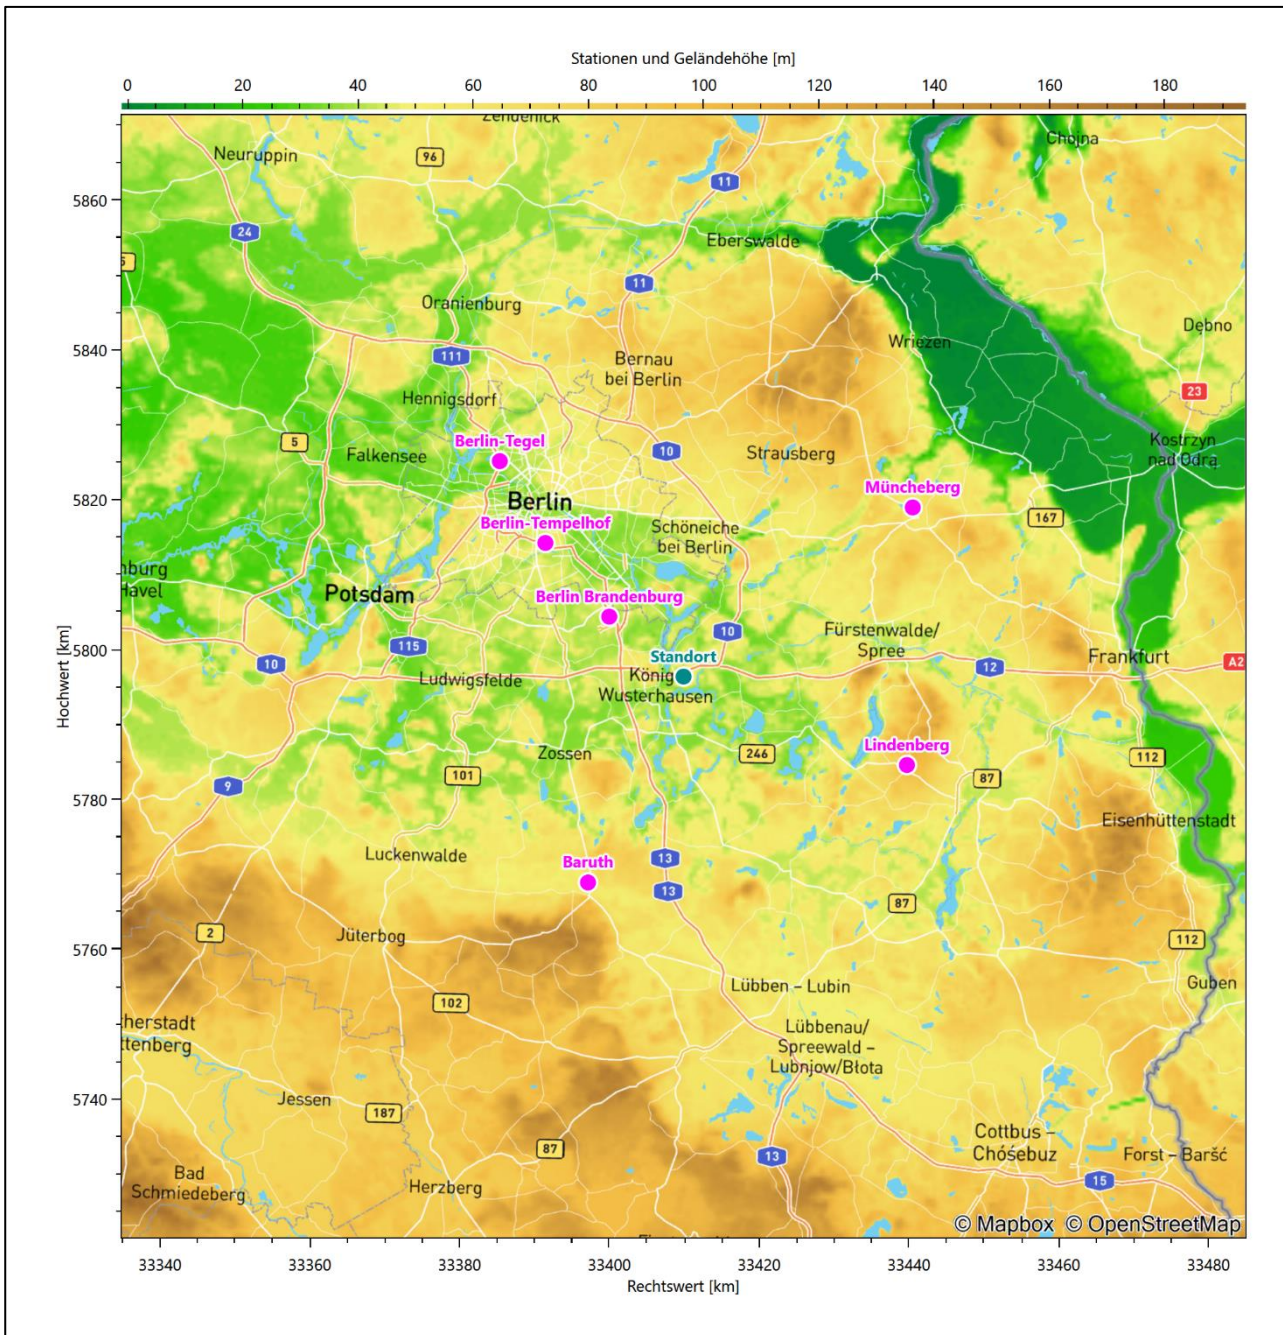 Stationen und Geländehöhe [m]
0 20 40 60 80 100 120 140 160 180
Zehdenick
Chojna
Neuruppin
96
11
5860
24
Eberswalde
5
11
Oranienburg
Dębno
Wriezen
5840
111
Bernau
bei Berlin
23
Hennigsdorf
5
Berlin-Tegel
Kostrzyn
nad Odrą
Falkensee
10
Strausberg
Müncheberg
5820
Berlin
167
Berlin-Tempelhof
Schöneiche
bei Berlin
nburg
Havel
Potsdam
Berlin Brandenburg
10
Fürstenwalde/
Spree
5800
115
Standort
Frankfurt
10
12
A2
Ludwigsfelde
König
Wusterhausen
Hochwert [km]
Zossen
246
Lindenberg
112
101
87
9
5780
Eisenhüttenstadt
Luckenwalde
Baruth
13
13
87
2
Jüterbog
112
5760
Lübben – Lubin
Guben
102
cherstadt
ttenberg
Lübbenau/
Spreewald –
Lubnjow/Błota
5740
Jessen
187
87
Cottbus –
Chóśebuz
Forst – Baršć
13
Bad
Schmiedeberg
Herzberg
15
© Mapbox © OpenStreetMap
33340 33360 33380 33400 33420 33440 33460 33480
Rechtswert [km]